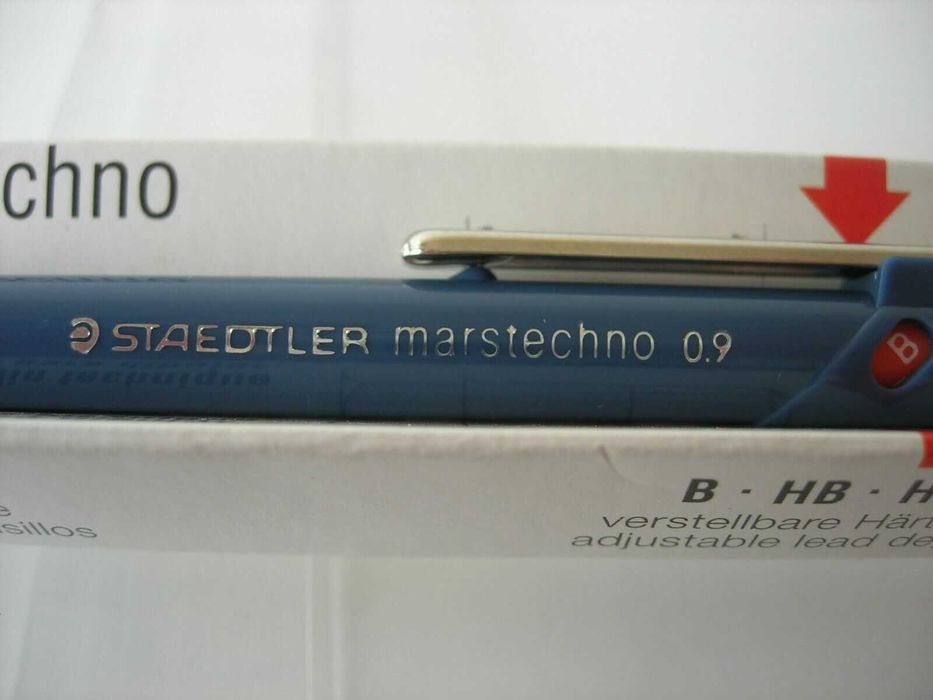 chno
STAEDTLER marstechno 0.9
B
B · HB · H
verstellbare Här
adjustable lead de
e
sillos